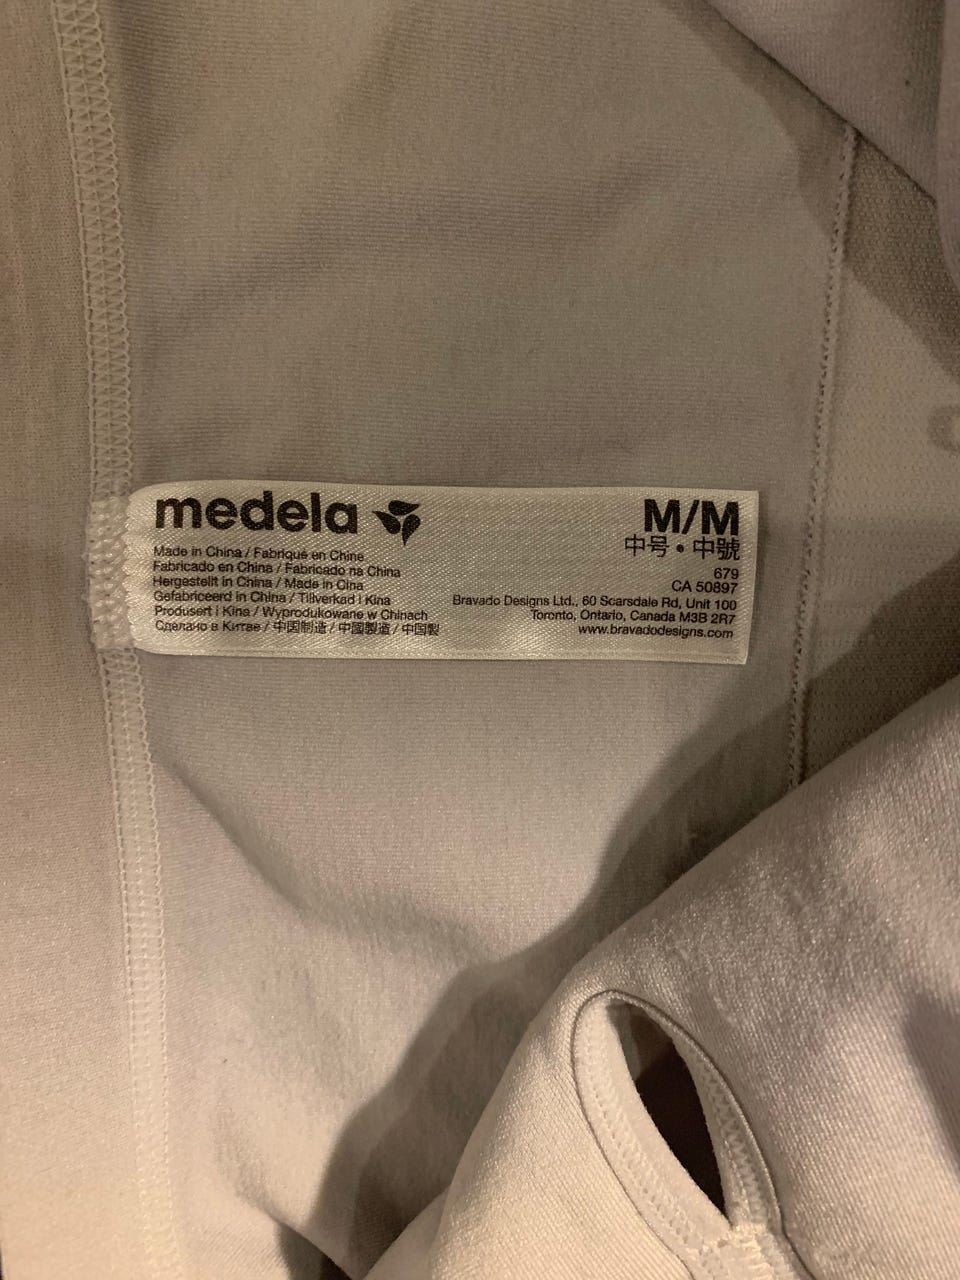 medela
Made in China / Fabriqué en Chine
Fabricado en China / Fabricado na China
Hergestellt in China / Made in Cina
Gefabriceerd in China / Tillverkad i Kina
Produsert i Kina / Wyprodukowane w Chinach
Сделано в Китае / 中国制造 / 中國製造 / 中国製
M/M
中号・中號
679
CA 50897
Bravado Designs Ltd., 60 Scarsdale Rd, Unit 100
Toronto, Ontario, Canada M3B 2R7
www.bravadodesigns.com